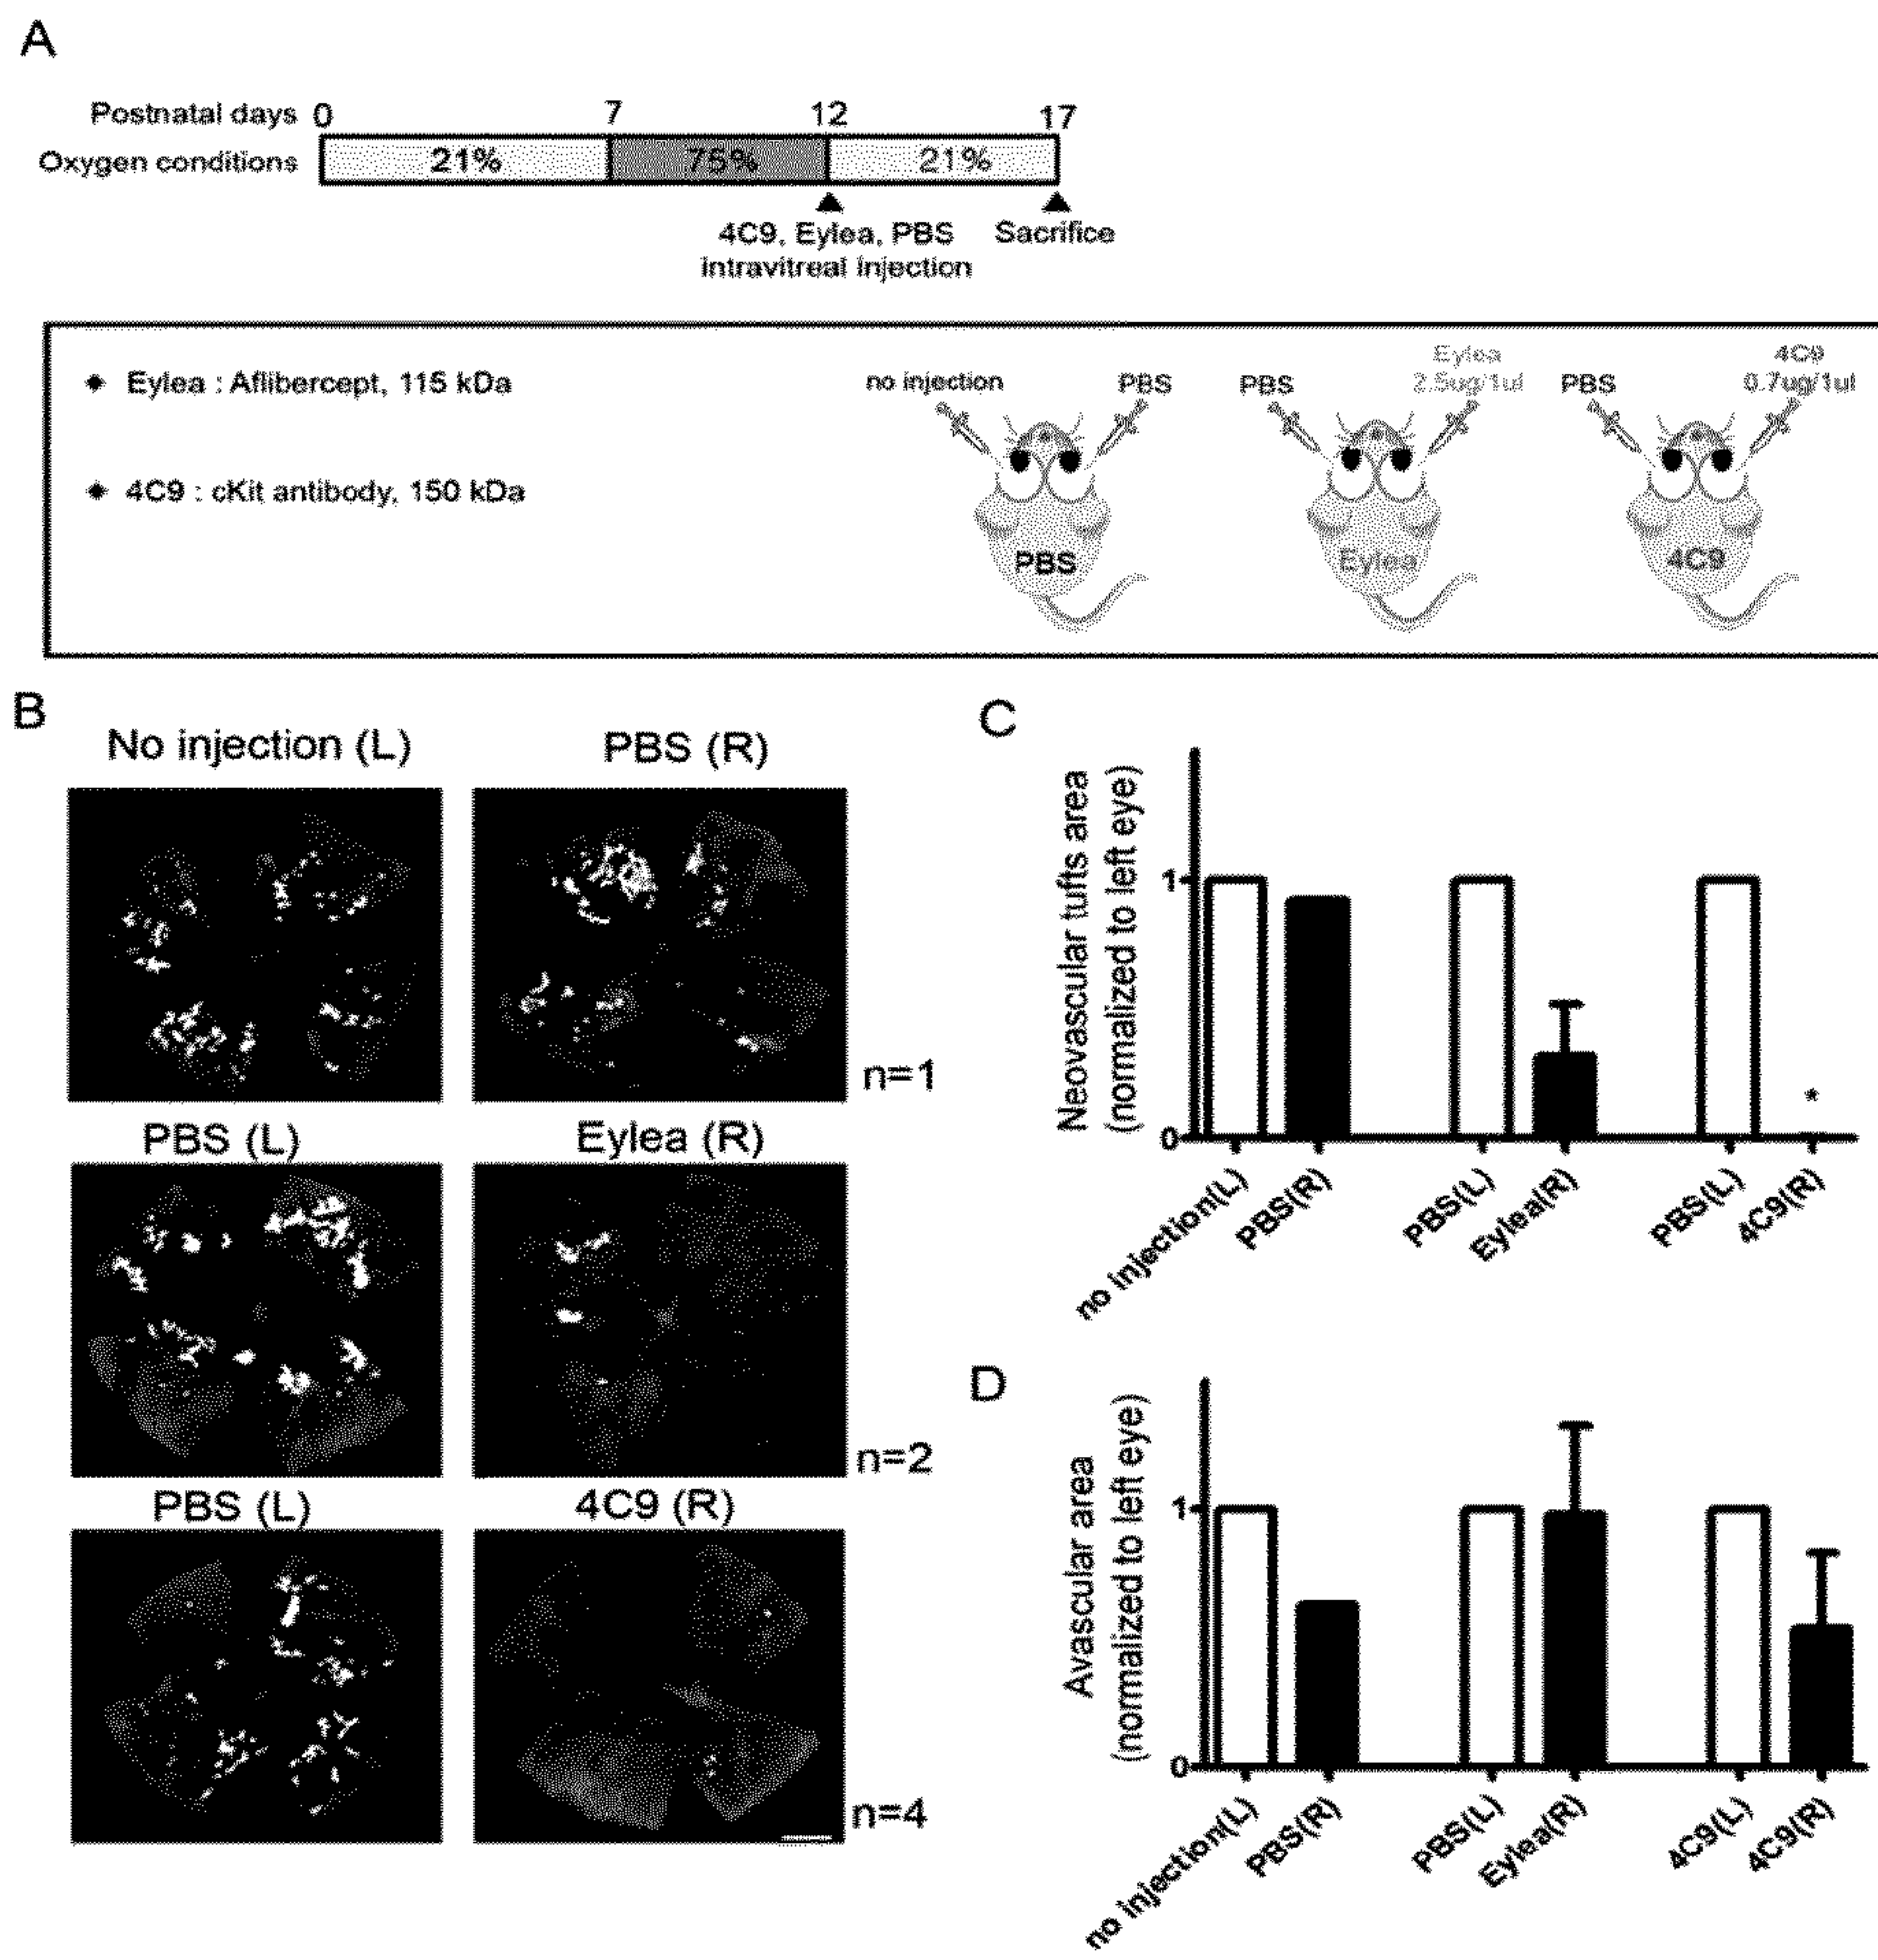 A
Postnatal days 0 7 12 17
Oxygen conditions 21% 75% 21%
4C9, Eylea, PBS
intravitreal injection
Sacrifice
Eylea : Aflibercept, 115 kDa
4C9 : cKit antibody, 150 kDa
no injection
PBS
PBS
PBS
Eylea
2.5ug/1ul
Eylea
PBS
4C9
0.7ug/1ul
4C9
B
No injection (L)
PBS (R)
n=1
PBS (L)
Eylea (R)
n=2
PBS (L)
4C9 (R)
n=4
C
Neovascular tufts area
(normalized to left eye)
1
0
*
no injection(L)
PBS(R)
PBS(L)
Eylea(R)
PBS(L)
4C9(R)
D
Avascular area
(normalized to left eye)
1
0
no injection(L)
PBS(R)
PBS(L)
Eylea(R)
4C9(L)
4C9(R)